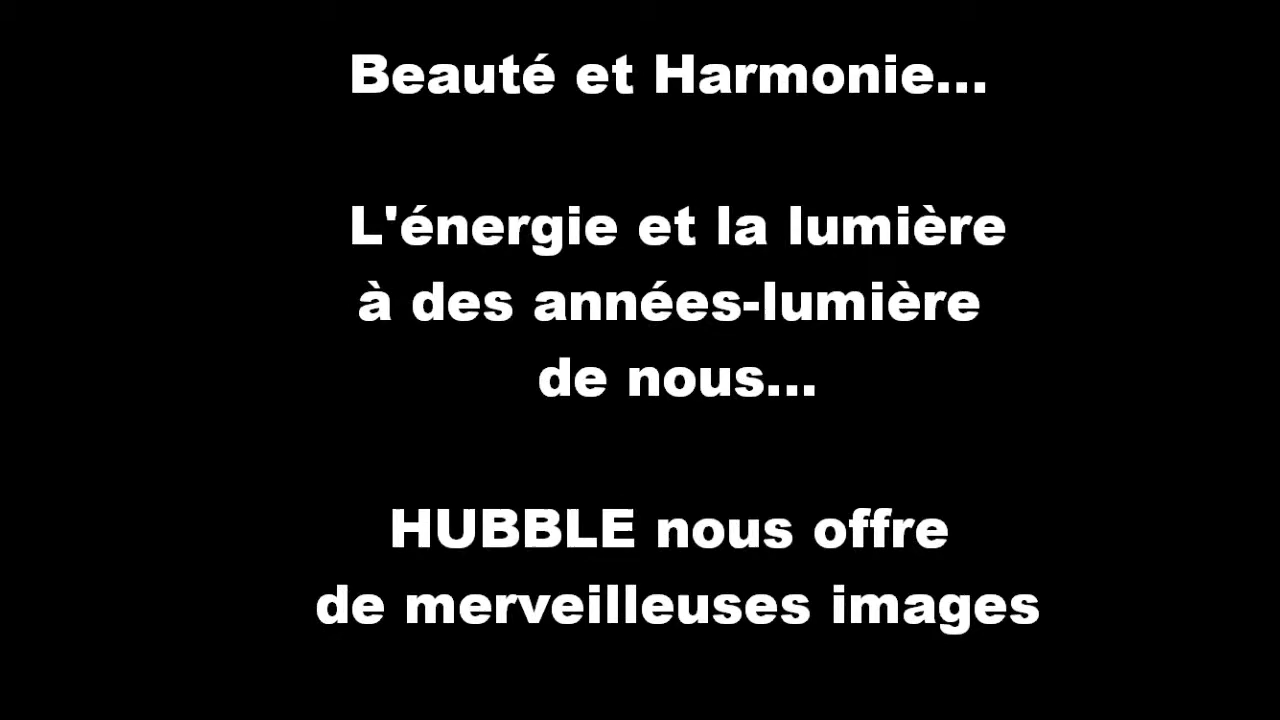 Beauté et Harmonie...
L'énergie et la lumière
à des années-lumière
de nous...
HUBBLE nous offre
de merveilleuses images